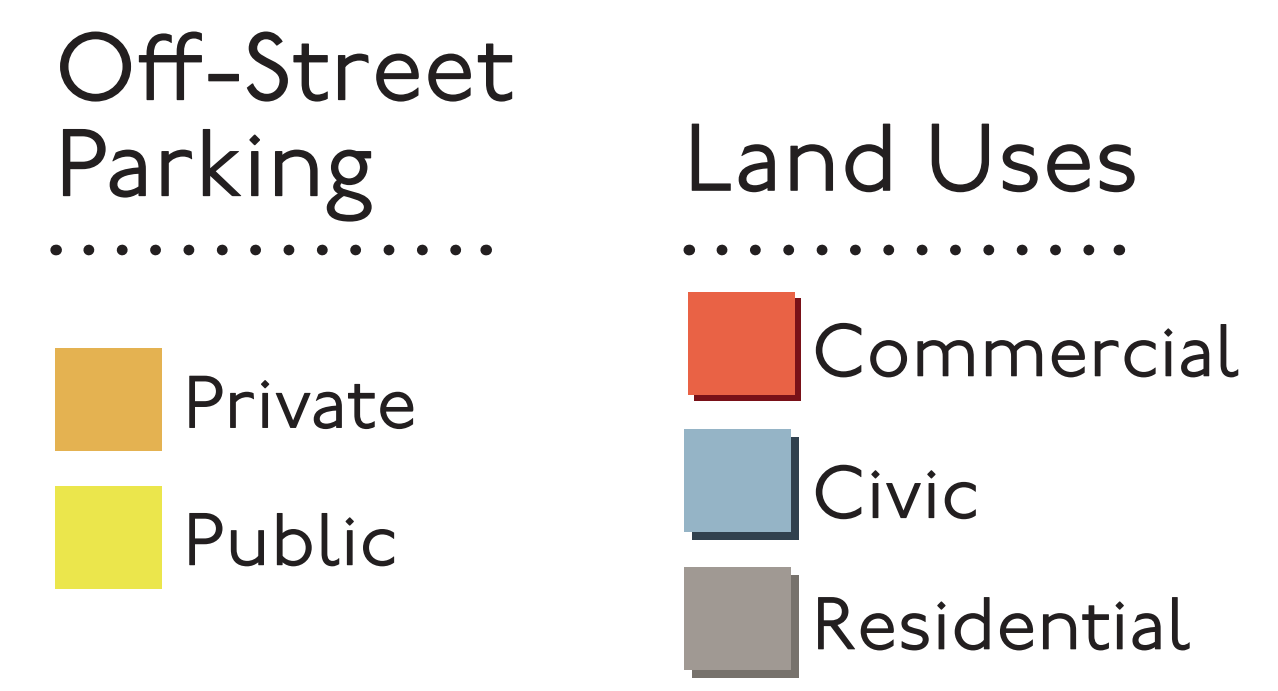 Off-Street
Parking
Private
Public
Land Uses
Commercial
Civic
Residential